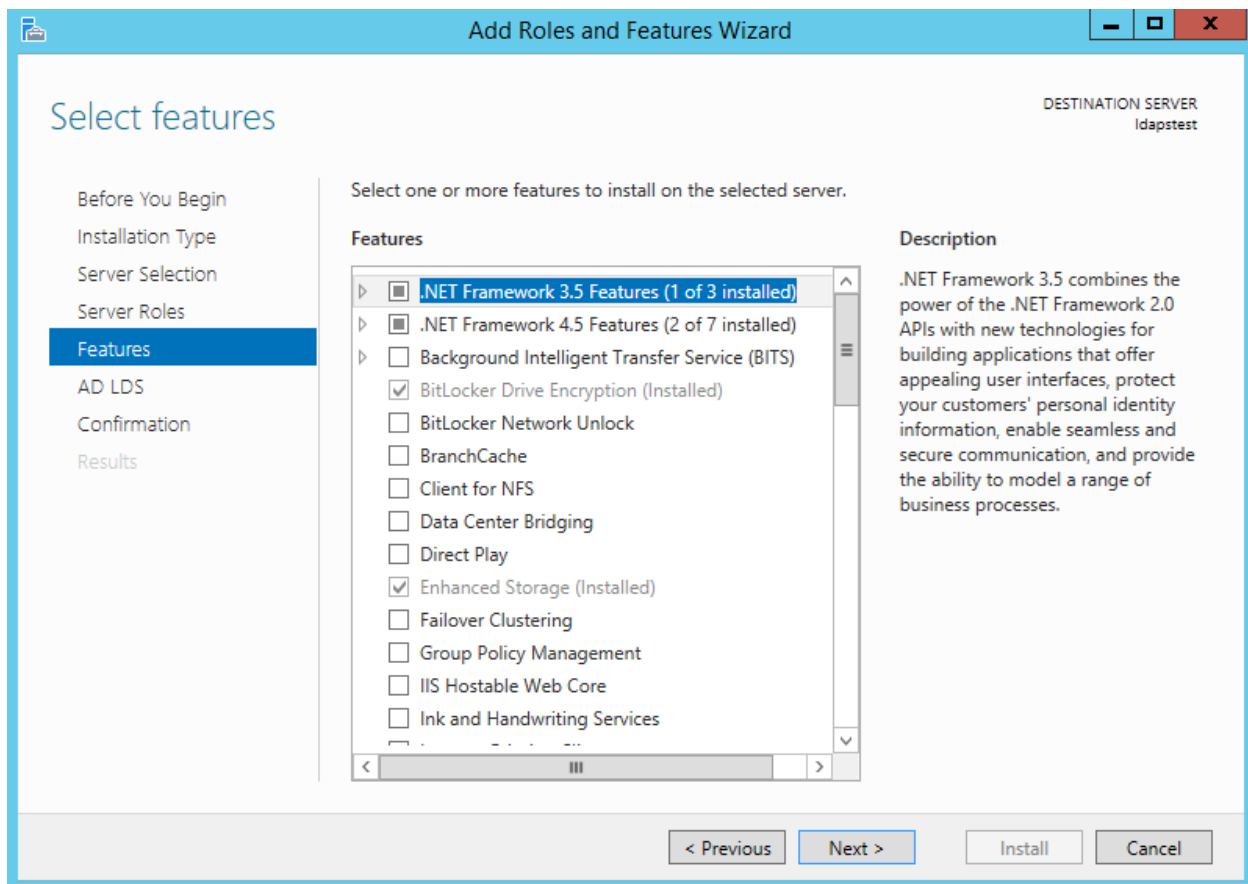 Add Roles and Features Wizard
Select features
DESTINATION SERVER
ldapstest
Before You Begin
Installation Type
Server Selection
Server Roles
Features
AD LDS
Confirmation
Results
Select one or more features to install on the selected server.
Features
.NET Framework 3.5 Features (1 of 3 installed)
.NET Framework 4.5 Features (2 of 7 installed)
Background Intelligent Transfer Service (BITS)
BitLocker Drive Encryption (Installed)
BitLocker Network Unlock
BranchCache
Client for NFS
Data Center Bridging
Direct Play
Enhanced Storage (Installed)
Failover Clustering
Group Policy Management
IIS Hostable Web Core
Ink and Handwriting Services
Description
.NET Framework 3.5 combines the
power of the .NET Framework 2.0
APIs with new technologies for
building applications that offer
appealing user interfaces, protect
your customers' personal identity
information, enable seamless and
secure communication, and provide
the ability to model a range of
business processes.
< Previous
Next >
Install
Cancel